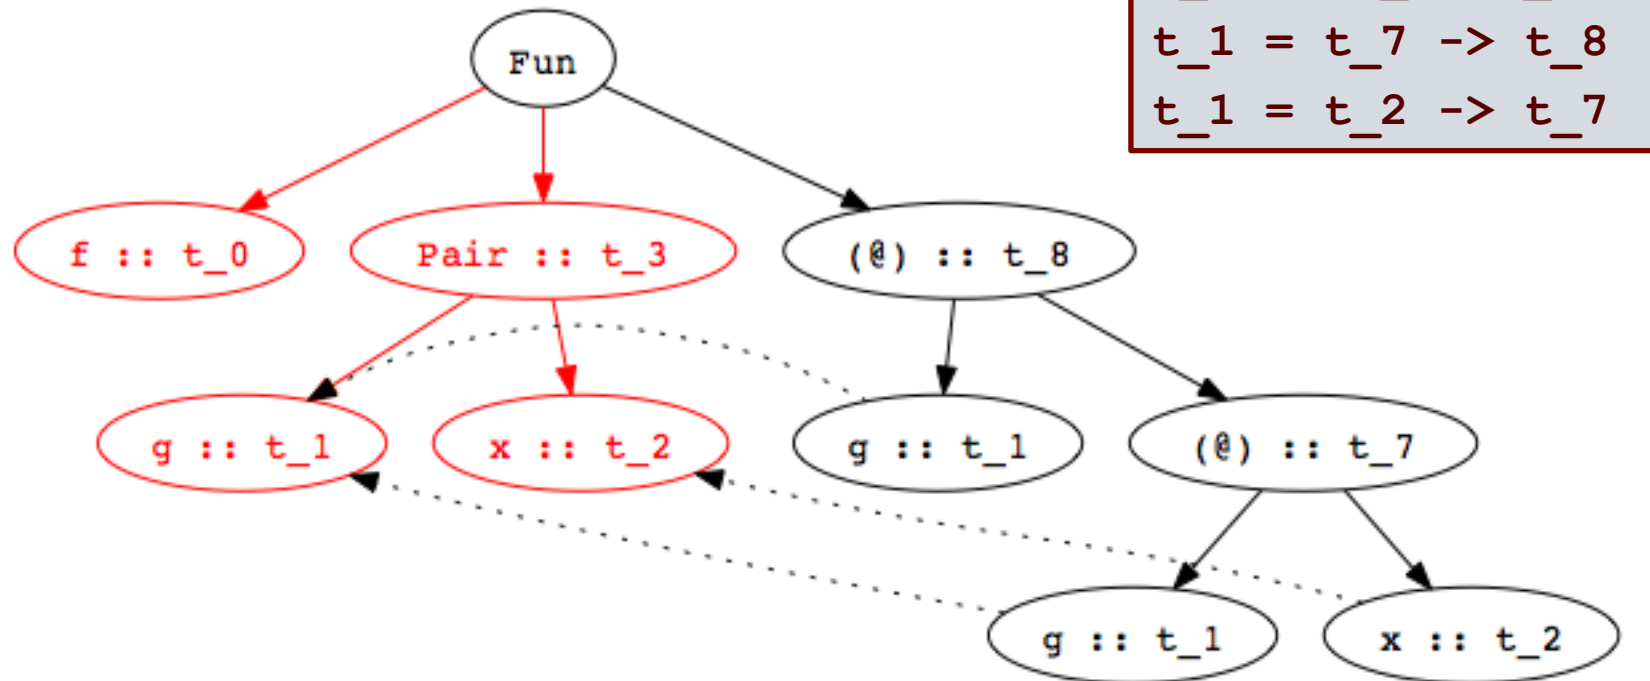 Fun
t_1 = t_7 -> t_8
t_1 = t_2 -> t_7
f :: t_0
Pair :: t_3
(@) :: t_8
g :: t_1
x :: t_2
g :: t_1
(@) :: t_7
g :: t_1
x :: t_2